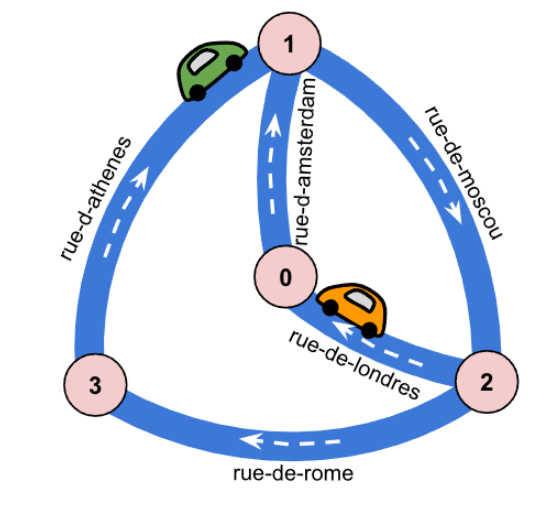 1
rue-d-athenes
rue-d-amsterdam
rue-de-moscou
0
rue-de-londres
3
2
rue-de-rome